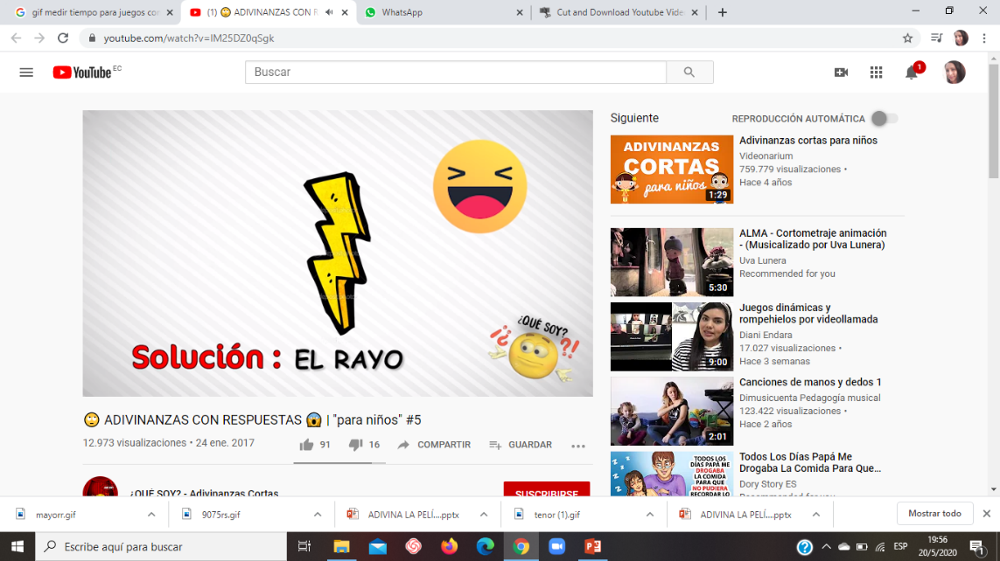 gif medir tiempo para juegos co
(1) 🙄 ADIVINANZAS CON R
WhatsApp
Cut and Download Youtube Vide
youtube.com/watch?v=IM25DZ0qSgk
YouTube EC
Buscar
1
Solución : EL RAYO
¿QUÉ SOY?
🙄 ADIVINANZAS CON RESPUESTAS 😱 | "para niños" #5
12.973 visualizaciones • 24 ene. 2017
91
16
COMPARTIR
GUARDAR
¿QUÉ SOY? - Adivinanzas Cortas
SUSCRIBIRSE
Siguiente
REPRODUCCIÓN AUTOMÁTICA
ADIVINANZAS
CORTAS
para niños
1:29
Adivinanzas cortas para niños
Videonarium
759.779 visualizaciones •
Hace 4 años
5:30
ALMA - Cortometraje animación
- (Musicalizado por Uva Lunera)
Uva Lunera
Recommended for you
9:00
Juegos dinámicas y
rompehielos por videollamada
Diani Endara
17.027 visualizaciones •
Hace 3 semanas
2:01
Canciones de manos y dedos 1
Dimusicuenta Pedagogía musical
123.422 visualizaciones •
Hace 2 años
TODOS LOS
DÍAS PAPÁ ME
DROGABA
LA COMIDA
PARA QUE
NO PUDIERA
RECORDAR LO
Todos Los Días Papá Me
Drogaba La Comida Para Que...
Dory Story ES
Recommended for you
mayorr.gif
9075rs.gif
ADIVINA LA PELÍ....pptx
tenor (1).gif
ADIVINA LA PELÍ....pptx
Mostrar todo
Escribe aquí para buscar
ESP
19:56
20/5/2020
1